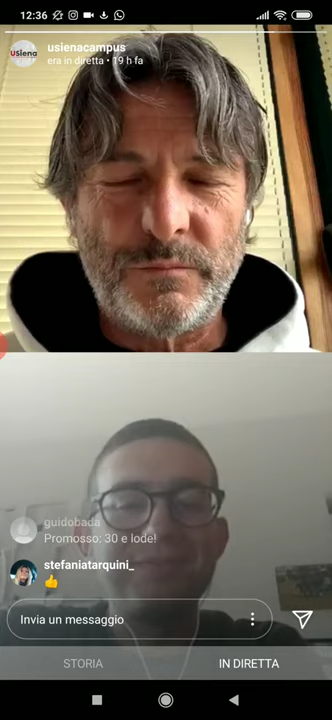 12:36
USiena
usienacampus
era in diretta • 19 h fa
guidobada
Promosso: 30 e lode!
stefaniatarquini_
👍
Invia un messaggio
STORIA
IN DIRETTA